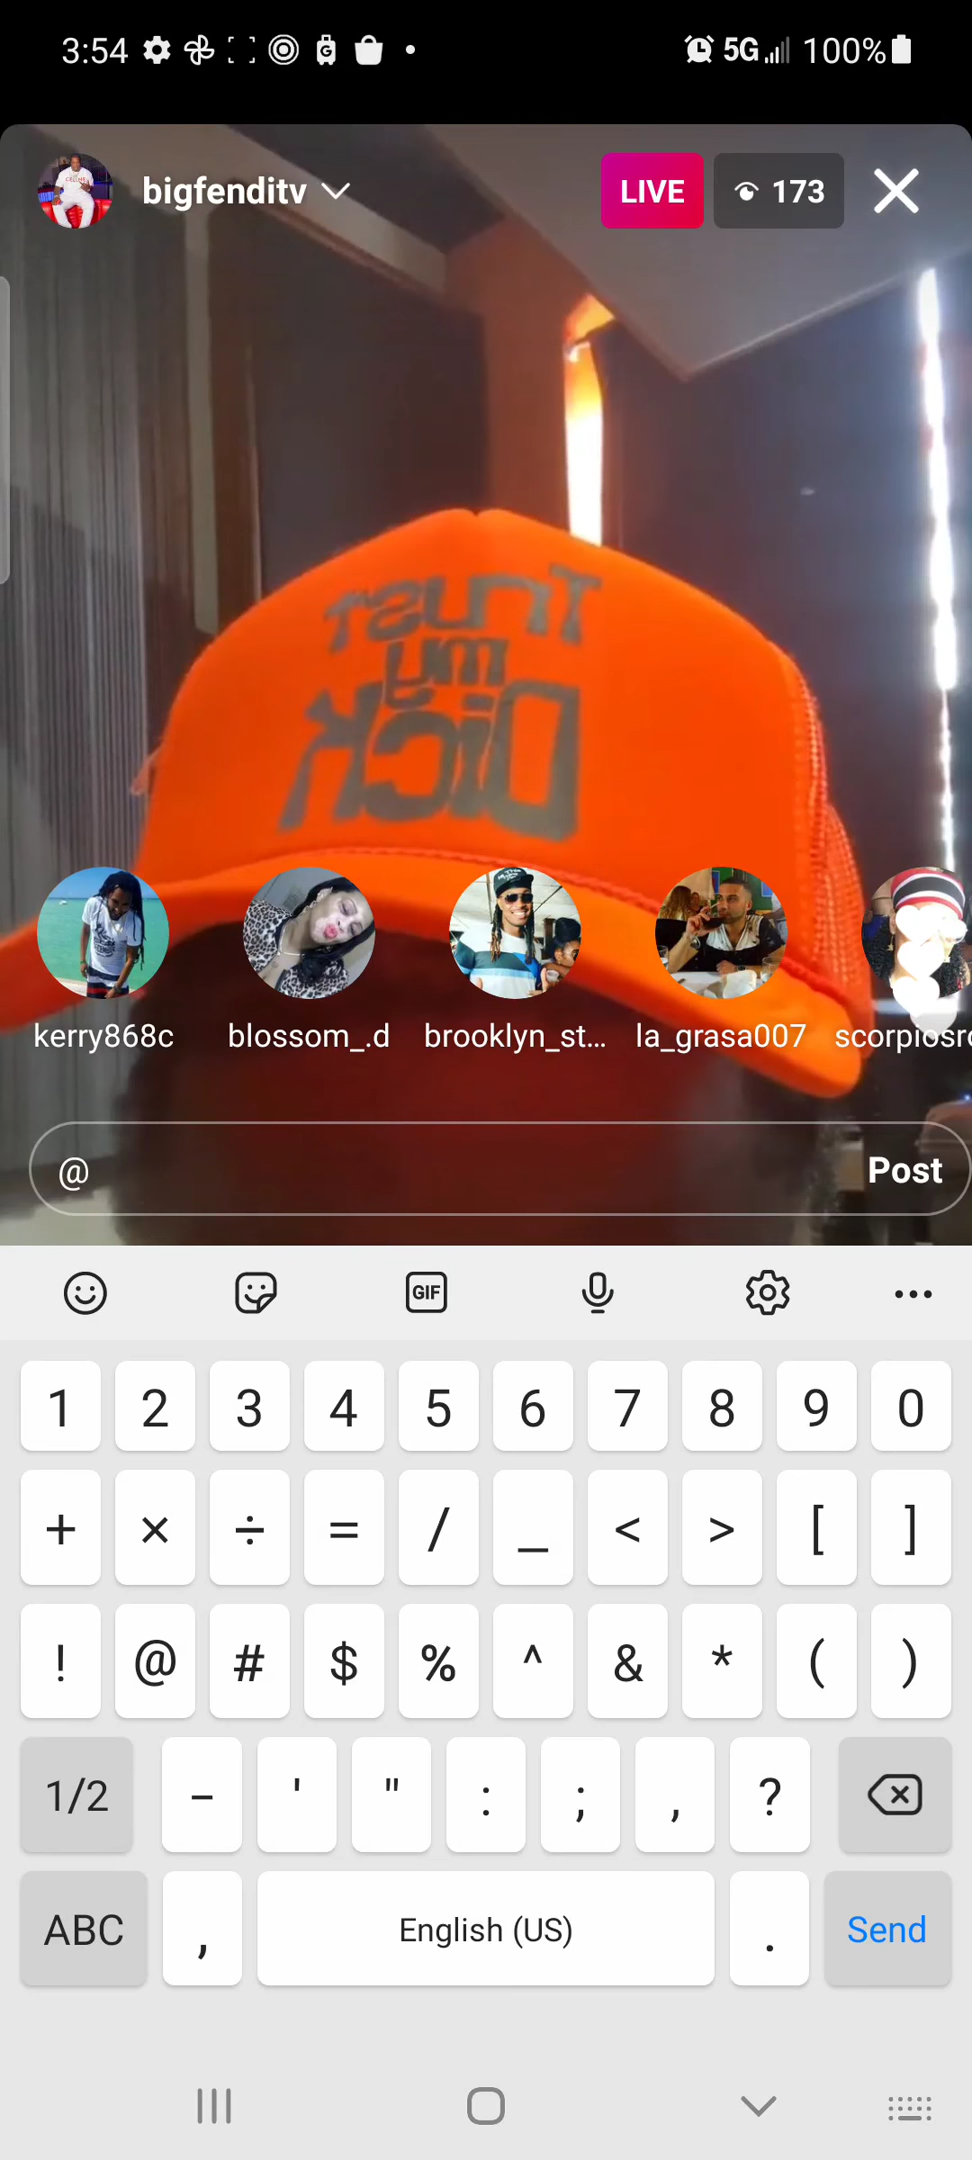 3:54
5G 100%
bigfenditv
LIVE
173
Trust
my
Dick
kerry868c
blossom_.d
brooklyn_st...
la_grasa007
scorpiosr
@
Post
GIF
1 2 3 4 5 6 7 8 9 0
+ × ÷ = / _ < > [ ]
! @ # $ % ^ & * ( )
1/2 - ' " : ; , ?
ABC , English (US) . Send